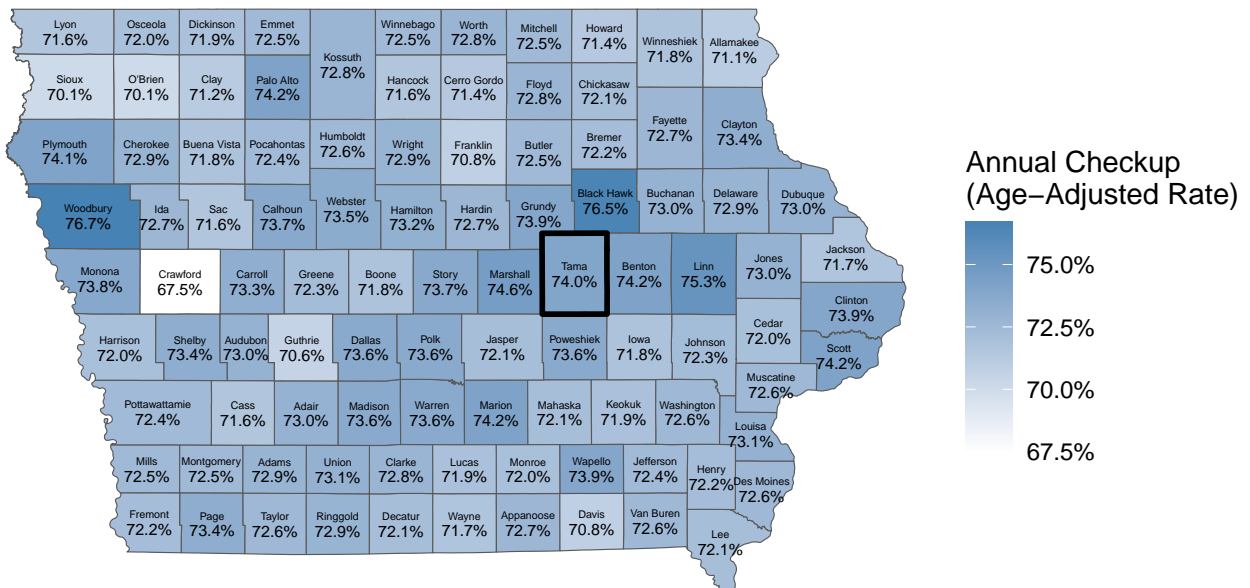 Lyon
71.6%
Osceola
72.0%
Dickinson
71.9%
Emmet
72.5%
Kossuth
72.8%
Winnebago
72.5%
Worth
72.8%
Mitchell
72.5%
Howard
71.4%
Winneshiek
71.8%
Allamakee
71.1%
Sioux
70.1%
O'Brien
70.1%
Clay
71.2%
Palo Alto
74.2%
Hancock
71.6%
Cerro Gordo
71.4%
Floyd
72.8%
Chickasaw
72.1%
Fayette
72.7%
Clayton
73.4%
Plymouth
74.1%
Cherokee
72.9%
Buena Vista
71.8%
Pocahontas
72.4%
Humboldt
72.6%
Wright
72.9%
Franklin
70.8%
Butler
72.5%
Bremer
72.2%
Woodbury
76.7%
Ida
72.7%
Sac
71.6%
Calhoun
73.7%
Webster
73.5%
Hamilton
73.2%
Hardin
72.7%
Grundy
73.9%
Black Hawk
76.5%
Buchanan
73.0%
Delaware
72.9%
Dubuque
73.0%
Monona
73.8%
Crawford
67.5%
Carroll
73.3%
Greene
72.3%
Boone
71.8%
Story
73.7%
Marshall
74.6%
Tama
74.0%
Benton
74.2%
Linn
75.3%
Jones
73.0%
Jackson
71.7%
Clinton
73.9%
Harrison
72.0%
Shelby
73.4%
Audubon
73.0%
Guthrie
70.6%
Dallas
73.6%
Polk
73.6%
Jasper
72.1%
Poweshiek
73.6%
Iowa
71.8%
Johnson
72.3%
Cedar
72.0%
Scott
74.2%
Muscatine
72.6%
Pottawattamie
72.4%
Cass
71.6%
Adair
73.0%
Madison
73.6%
Warren
73.6%
Marion
74.2%
Mahaska
72.1%
Keokuk
71.9%
Washington
72.6%
Louisa
73.1%
Mills
72.5%
Montgomery
72.5%
Adams
72.9%
Union
73.1%
Clarke
72.8%
Lucas
71.9%
Monroe
72.0%
Wapello
73.9%
Jefferson
72.4%
Henry
72.2%
Des Moines
72.6%
Fremont
72.2%
Page
73.4%
Taylor
72.6%
Ringgold
72.9%
Decatur
72.1%
Wayne
71.7%
Appanoose
72.7%
Davis
70.8%
Van Buren
72.6%
Lee
72.1%
Annual Checkup
(Age−Adjusted Rate)
75.0%
72.5%
70.0%
67.5%